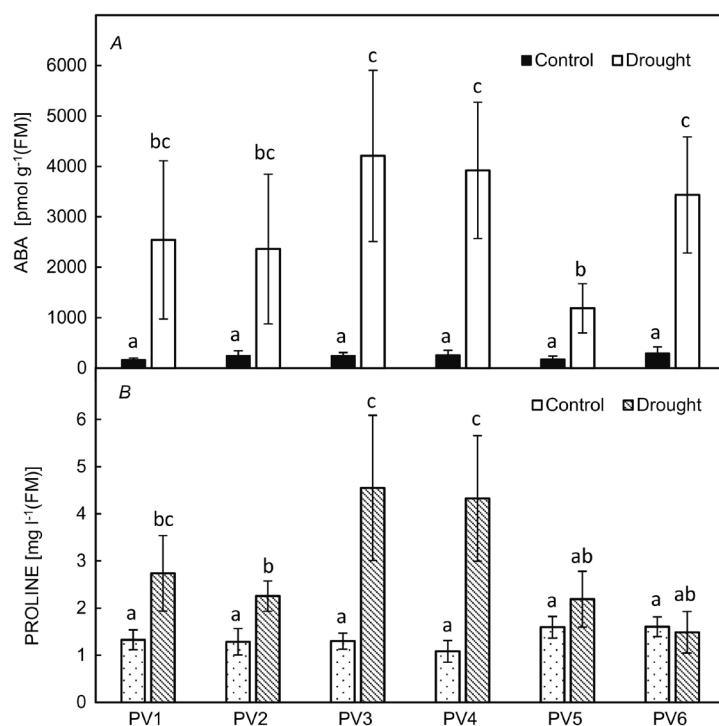 A
Control Drought
6000
5000
4000
3000
2000
1000
0
ABA [pmol g⁻¹(FM)]
a bc a bc a c a c a b a c
B
Control Drought
6
5
4
3
2
1
0
PROLINE [mg l⁻¹(FM)]
a bc a b a c a c a ab a ab
PV1 PV2 PV3 PV4 PV5 PV6